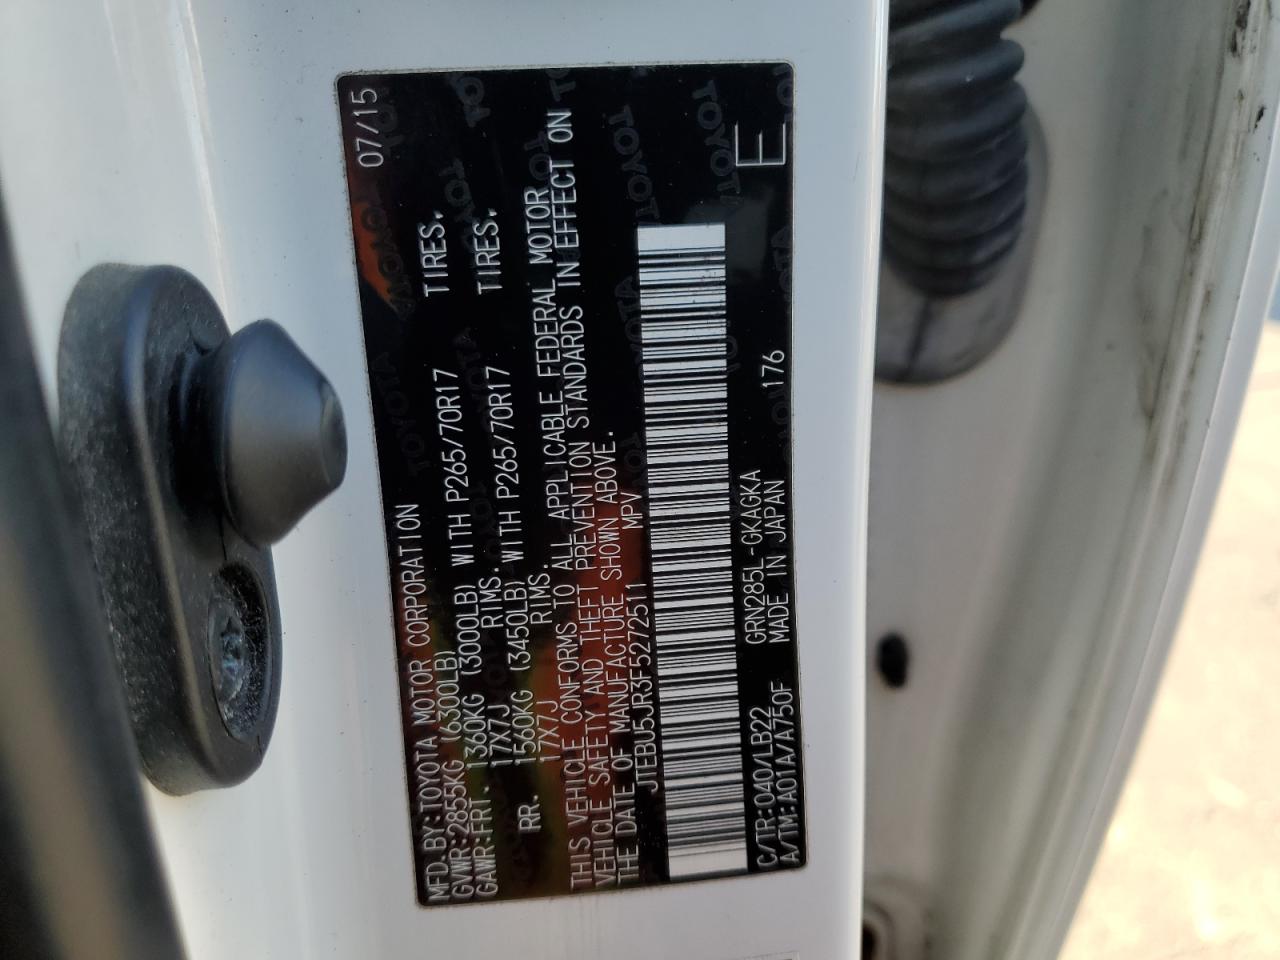 MFD.BY:TOYOTA MOTOR CORPORATION 07/15
GVWR:2855KG (6300LB)
GAWR:FRT. 1360KG (3000LB) WITH P265/70R17 TIRES.
17X7J RIMS.
RR. 1560KG (3450LB) WITH P265/70R17 TIRES.
17X7J RIMS.
THIS VEHICLE CONFORMS TO ALL APPLICABLE FEDERAL MOTOR
VEHICLE SAFETY AND THEFT PREVENTION STANDARDS IN EFFECT ON
THE DATE OF MANUFACTURE SHOWN ABOVE.
JTEBU5JR3F5272511 MPV
C/TR:040/LB22 GRN285L-GKAGKA 176 E
A/TM:A01A/A750F MADE IN JAPAN